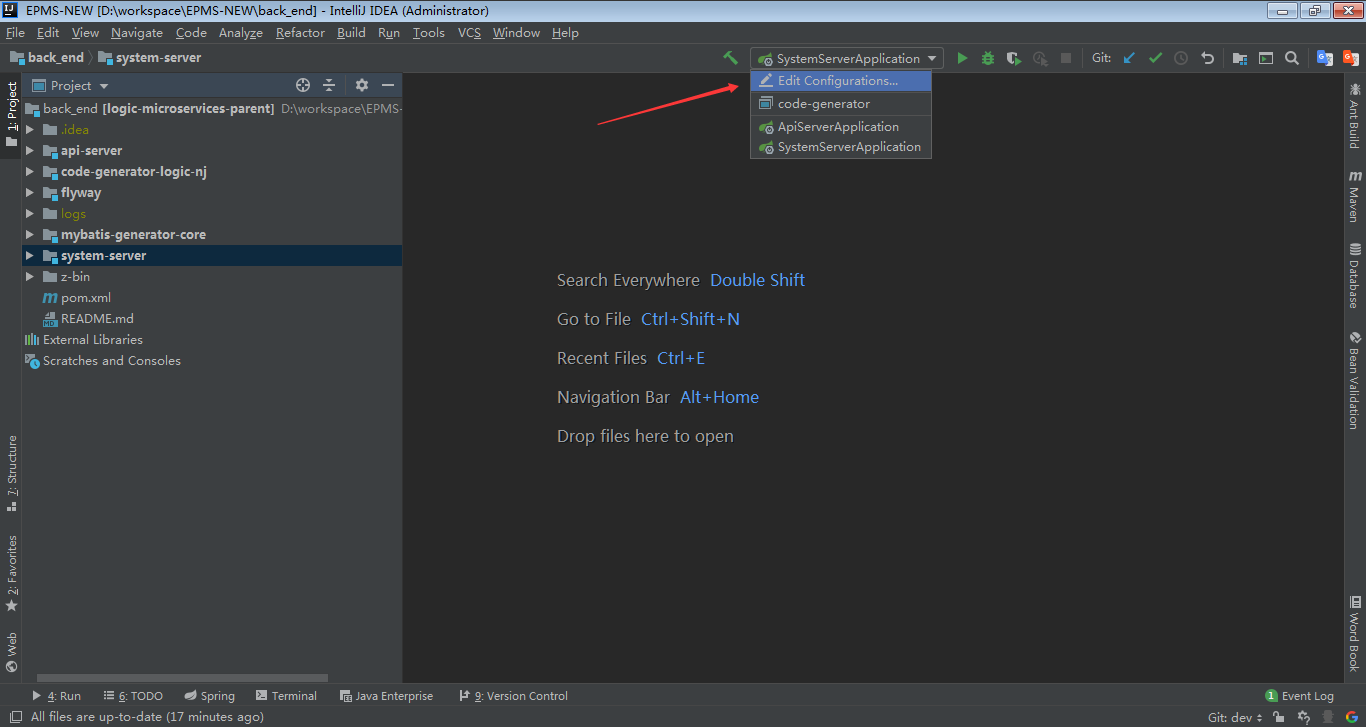 EPMS-NEW [D:\workspace\EPMS-NEW\back_end] - IntelliJ IDEA (Administrator)
File Edit View Navigate Code Analyze Refactor Build Run Tools VCS Window Help
back_end system-server SystemServerApplication Git:
Edit Configurations...
code-generator
ApiServerApplication
SystemServerApplication
Project
back_end [logic-microservices-parent] D:\workspace\EPMS-
.idea
api-server
code-generator-logic-nj
flyway
logs
mybatis-generator-core
system-server
z-bin
pom.xml
README.md
External Libraries
Scratches and Consoles
1: Project
7: Structure
2: Favorites
Web
Search Everywhere Double Shift
Go to File Ctrl+Shift+N
Recent Files Ctrl+E
Navigation Bar Alt+Home
Drop files here to open
Ant Build
Maven
Database
Bean Validation
Word Book
4: Run 6: TODO Spring Terminal Java Enterprise 9: Version Control 1 Event Log
All files are up-to-date (17 minutes ago) Git: dev